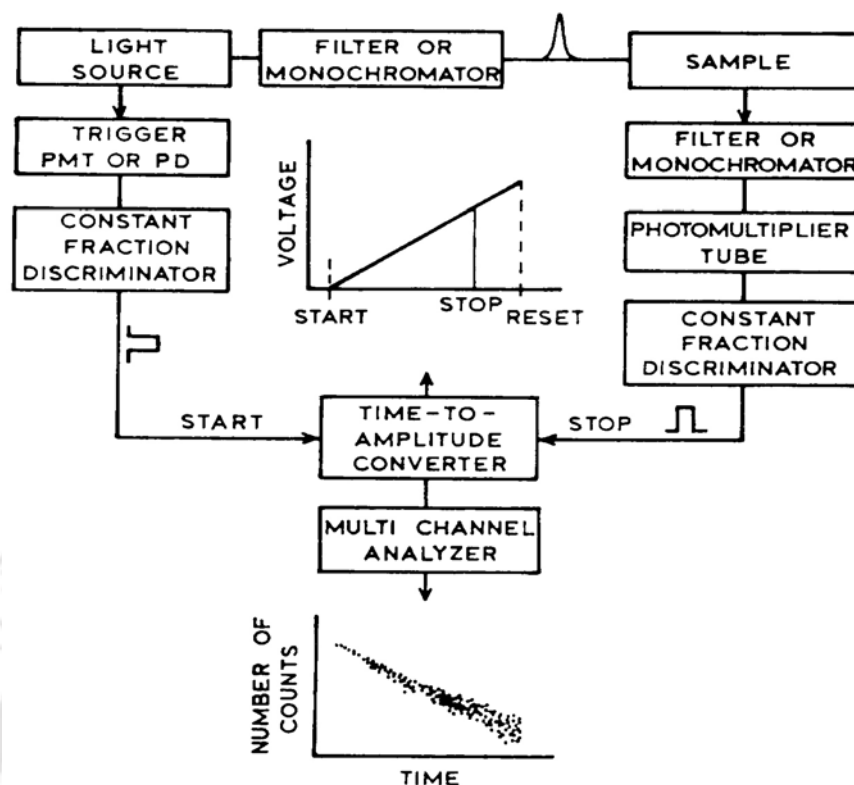 LIGHT
SOURCE
FILTER OR
MONOCHROMATOR
SAMPLE
TRIGGER
PMT OR PD
CONSTANT
FRACTION
DISCRIMINATOR
VOLTAGE
START
STOP
RESET
FILTER OR
MONOCHROMATOR
PHOTOMULTIPLIER
TUBE
CONSTANT
FRACTION
DISCRIMINATOR
START
TIME-TO-
AMPLITUDE
CONVERTER
STOP
MULTI CHANNEL
ANALYZER
NUMBER OF
COUNTS
TIME